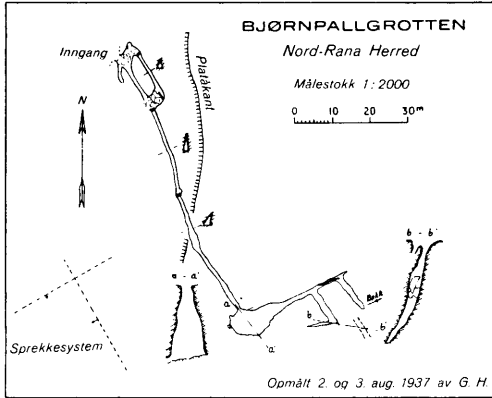 BJØRNPALLGROTTEN
Nord-Rana Herred
Målestokk 1 : 2000
0 10 20 30m
Inngang
Platåkant
N
a - a'
b - b'
a
a'
b
b'
Bekk
Sprekkesystem
Opmålt 2. og 3. aug. 1937 av G. H.